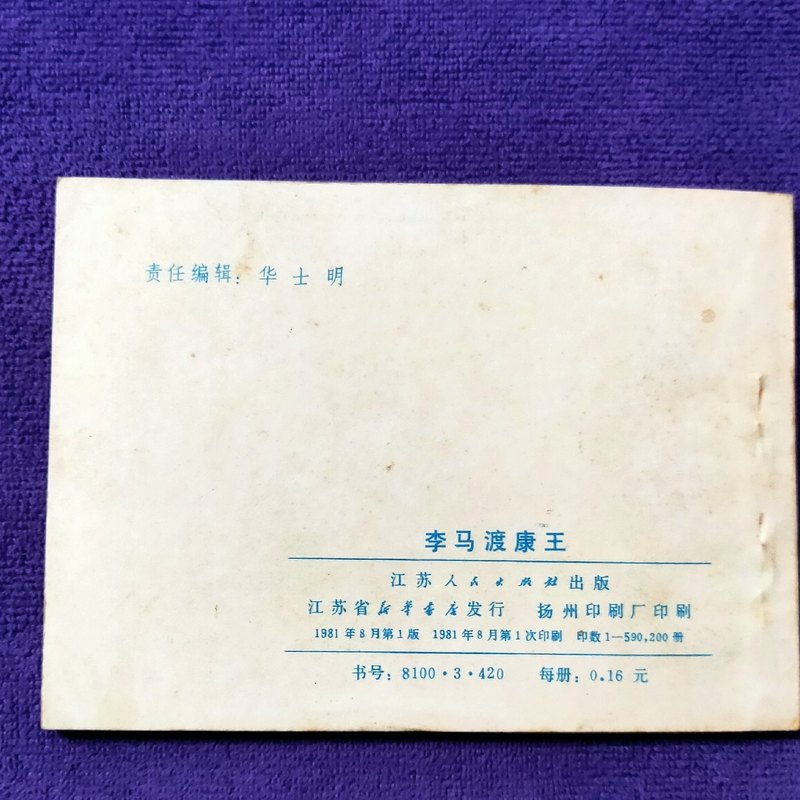 责任编辑：华士明
李马渡康王
江苏人民出版社出版
江苏省新华书店发行 扬州印刷厂印刷
1981年8月第1版 1981年8月第1次印刷 印数1—590,200册
书号：8100·3·420 每册：0.16元